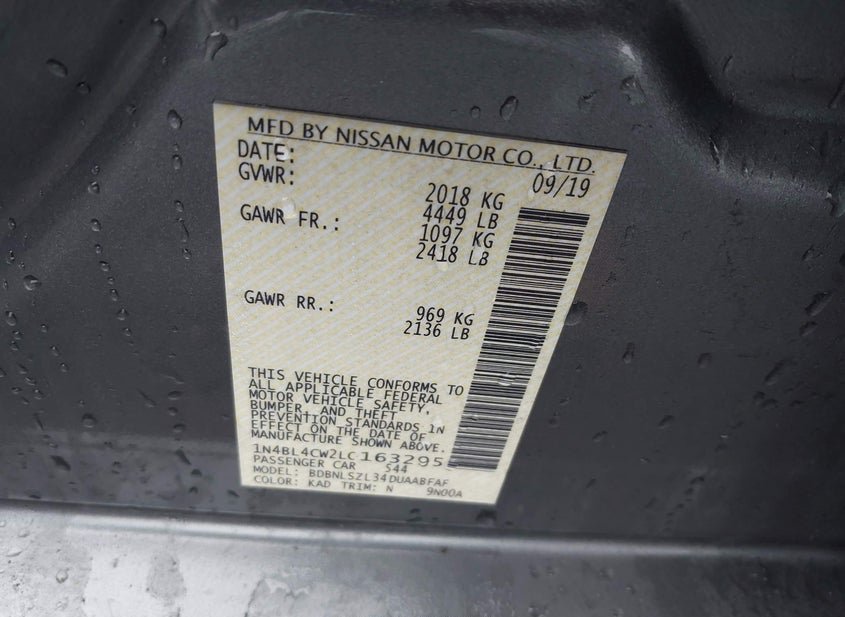 MFD BY NISSAN MOTOR CO., LTD.
DATE: 09/19
GVWR: 2018 KG
4449 LB
GAWR FR.: 1097 KG
2418 LB
GAWR RR.: 969 KG
2136 LB
THIS VEHICLE CONFORMS TO
ALL APPLICABLE FEDERAL
MOTOR VEHICLE SAFETY,
BUMPER, AND THEFT
PREVENTION STANDARDS IN
EFFECT ON THE DATE OF
MANUFACTURE SHOWN ABOVE.
1N4BL4CW2LC163295
PASSENGER CAR S44
MODEL: BDBNLSZL34DUAABFAF
COLOR: KAD TRIM: N 9N00A